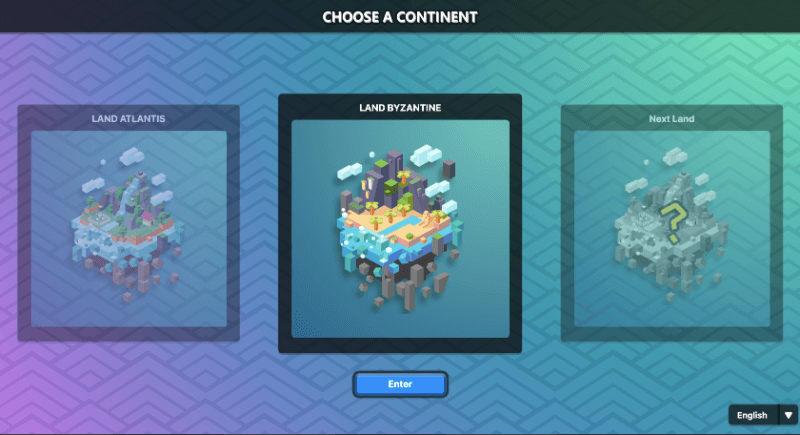 CHOOSE A CONTINENT
LAND ATLANTIS
LAND BYZANTINE
Next Land
?
Enter
English